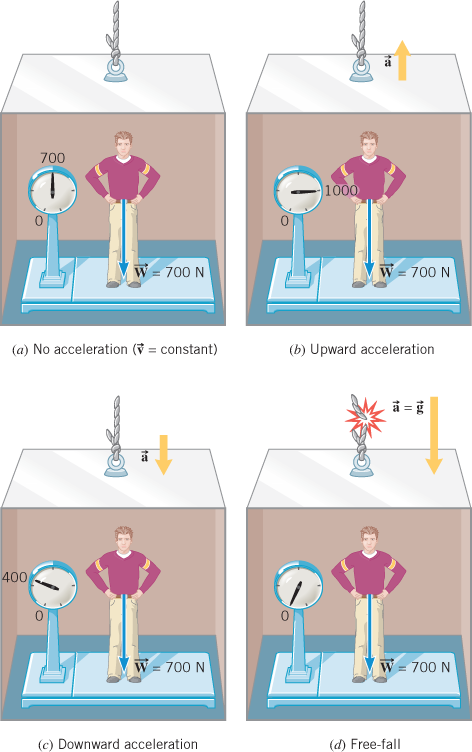 a⃗
700
1000
0
0
W⃗ = 700 N
W⃗ = 700 N
(a) No acceleration (v⃗ = constant)
(b) Upward acceleration
a⃗ = g⃗
a⃗
400
0
0
W⃗ = 700 N
W⃗ = 700 N
(c) Downward acceleration
(d) Free-fall